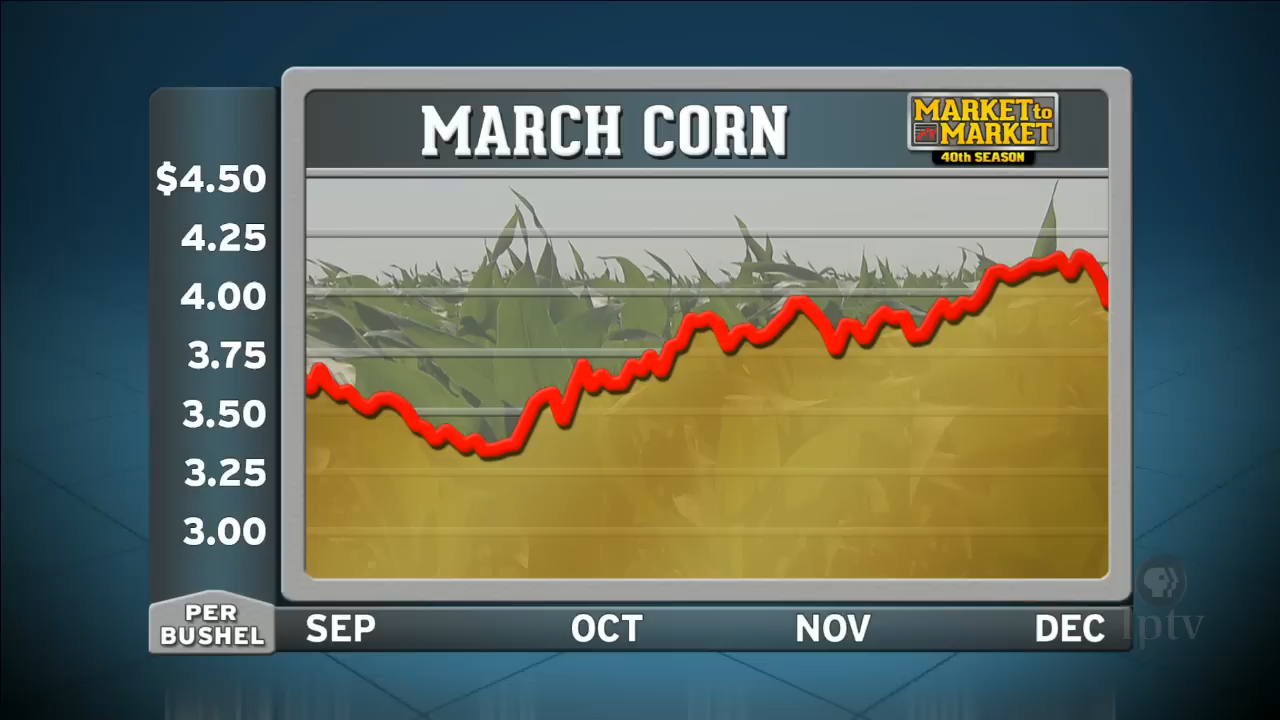 MARCH CORN
MARKET to
MARKET
40th SEASON
$4.50
4.25
4.00
3.75
3.50
3.25
3.00
PER
BUSHEL
SEP OCT NOV DEC
iptv